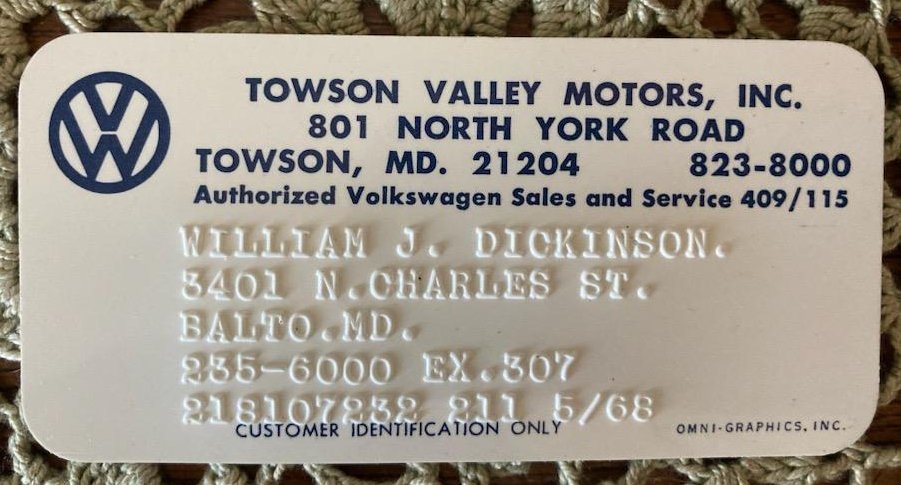 TOWSON VALLEY MOTORS, INC.
801 NORTH YORK ROAD
TOWSON, MD. 21204 823-8000
Authorized Volkswagen Sales and Service 409/115
WILLIAM J. DICKINSON.
3401 N.CHARLES ST.
BALTO.MD.
235-6000 EX.307
218107232 211 5/68
CUSTOMER IDENTIFICATION ONLY
OMNI-GRAPHICS, INC.